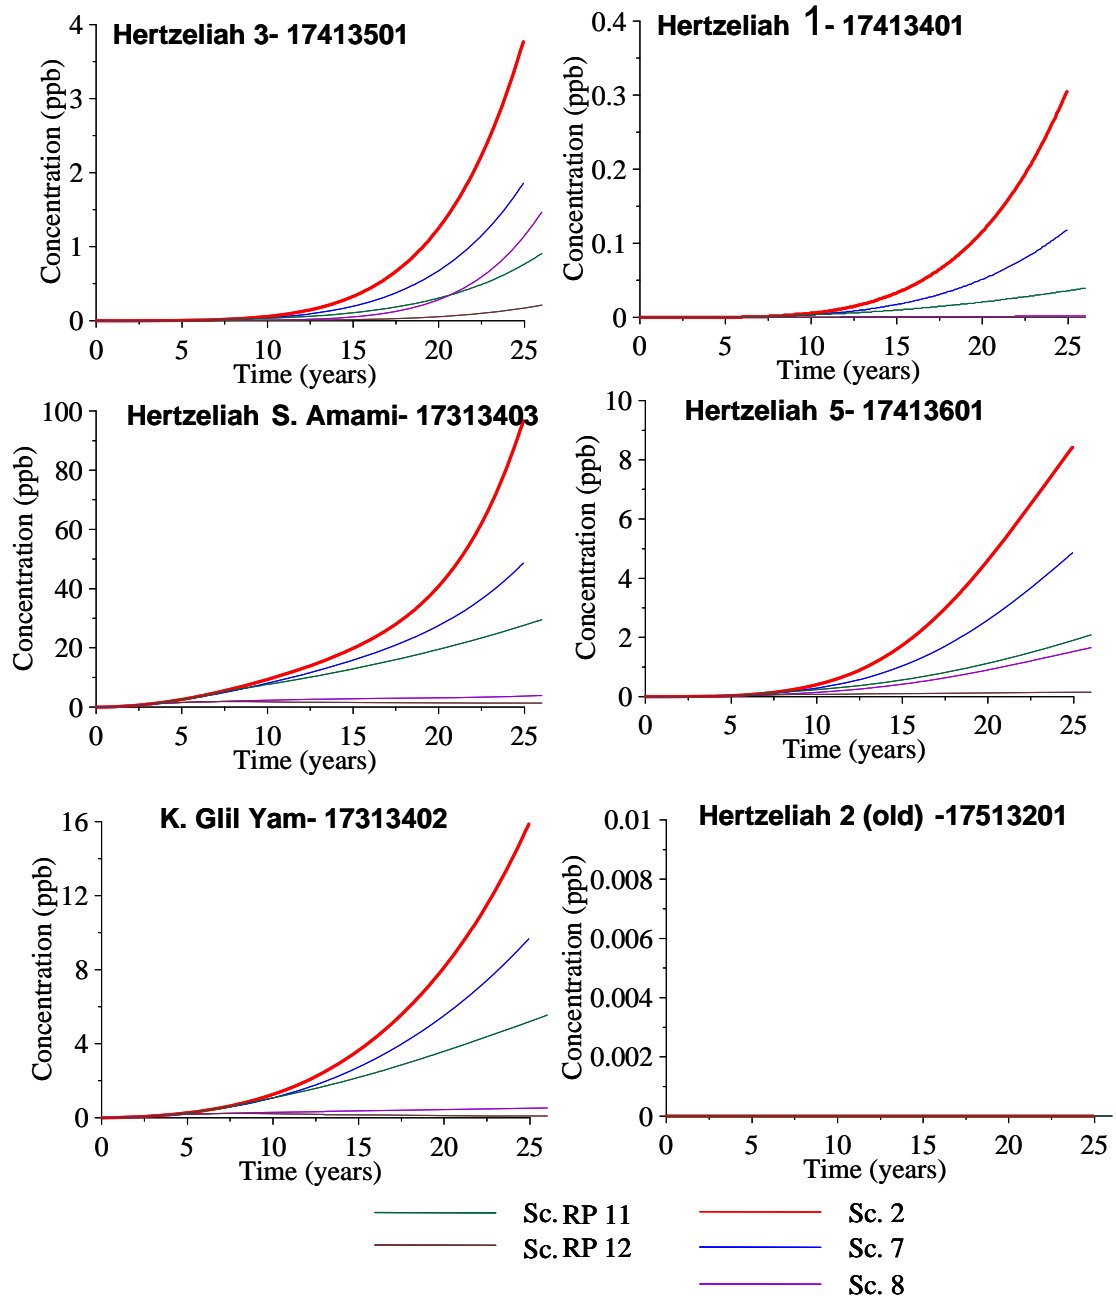 Hertzeliah 3- 17413501
Concentration (ppb)
4
3
2
1
0
0 5 10 15 20 25
Time (years)
Hertzeliah 1- 17413401
Concentration (ppb)
0.4
0.3
0.2
0.1
0
0 5 10 15 20 25
Time (years)
Hertzeliah S. Amami- 17313403
Concentration (ppb)
100
80
60
40
20
0
0 5 10 15 20 25
Time (years)
Hertzeliah 5- 17413601
Concentration (ppb)
10
8
6
4
2
0
0 5 10 15 20 25
Time (years)
K. Glil Yam- 17313402
Concentration (ppb)
16
12
8
4
0
0 5 10 15 20 25
Time (years)
Hertzeliah 2 (old) -17513201
Concentration (ppb)
0.01
0.008
0.006
0.004
0.002
0
0 5 10 15 20 25
Time (years)
Sc. RP 11
Sc. RP 12
Sc. 2
Sc. 7
Sc. 8